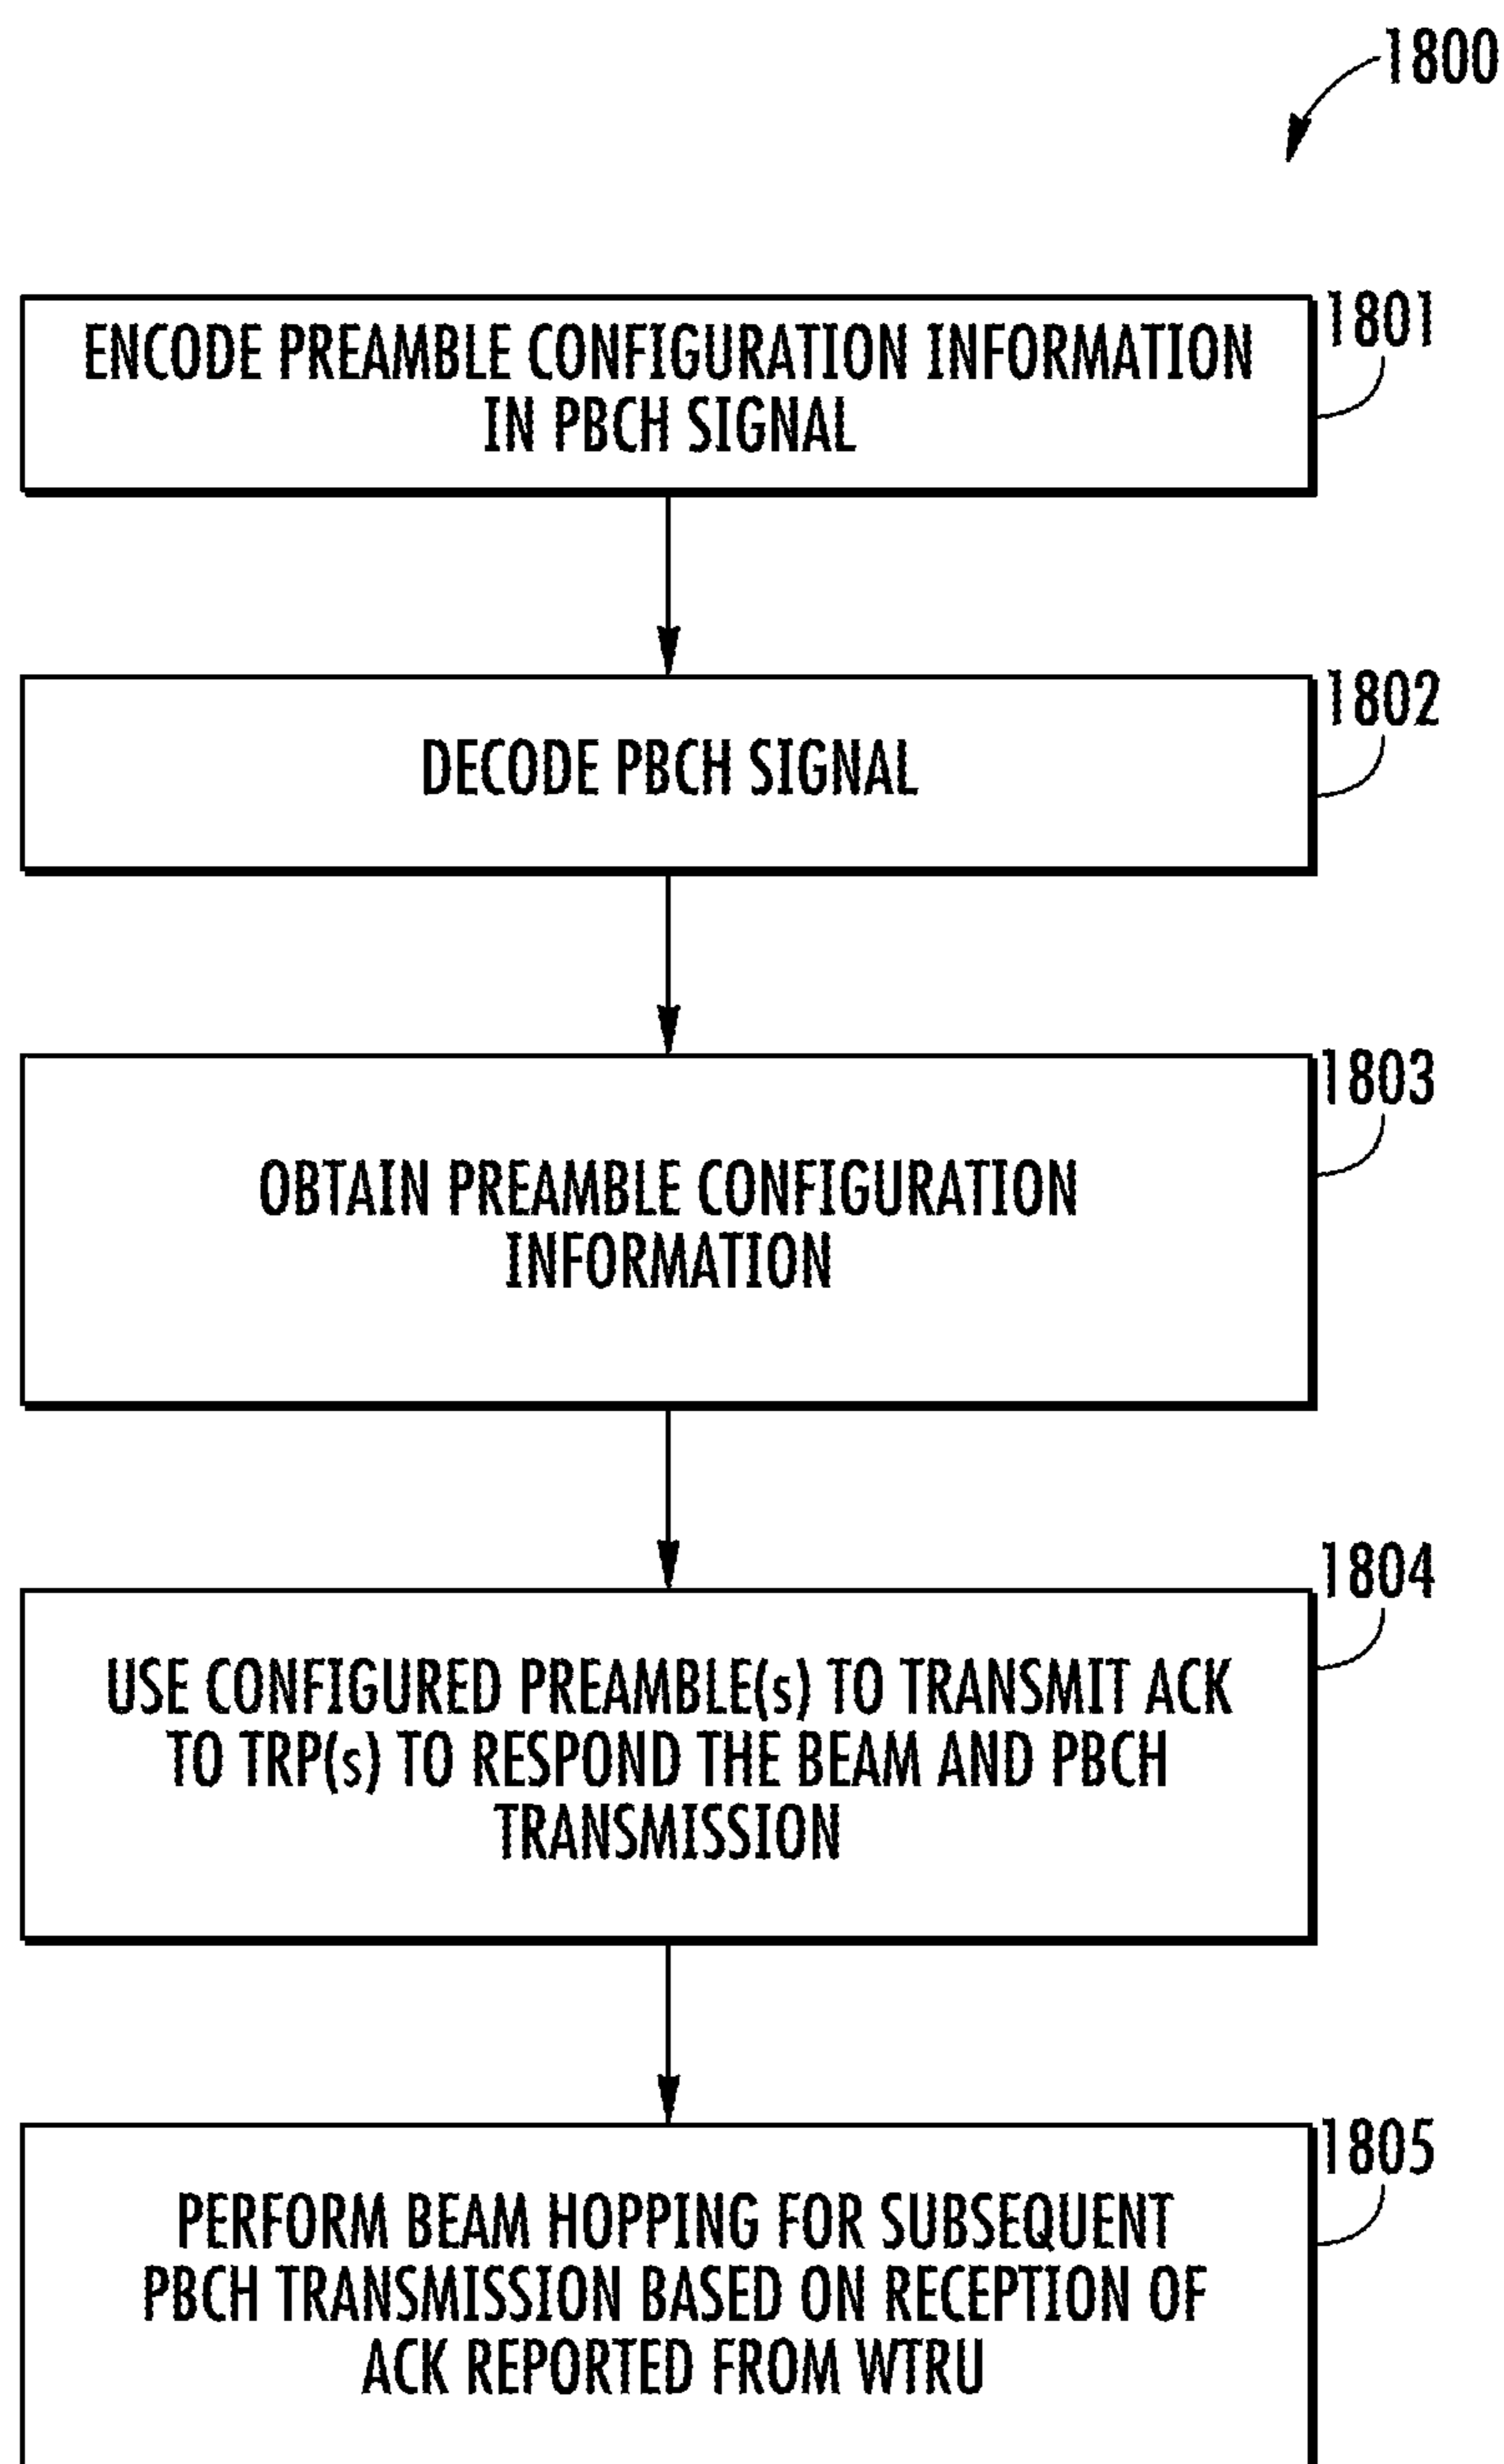 1800
1801
ENCODE PREAMBLE CONFIGURATION INFORMATION
IN PBCH SIGNAL
1802
DECODE PBCH SIGNAL
1803
OBTAIN PREAMBLE CONFIGURATION
INFORMATION
1804
USE CONFIGURED PREAMBLE(s) TO TRANSMIT ACK
TO TRP(s) TO RESPOND THE BEAM AND PBCH
TRANSMISSION
1805
PERFORM BEAM HOPPING FOR SUBSEQUENT
PBCH TRANSMISSION BASED ON RECEPTION OF
ACK REPORTED FROM WTRU